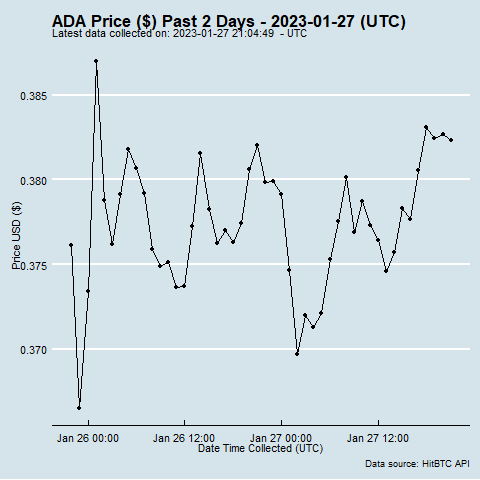 ADA Price ($) Past 2 Days - 2023-01-27 (UTC)
Latest data collected on: 2023-01-27 21:04:49  - UTC
0.385
0.380
0.375
0.370
Price USD ($)
Jan 26 00:00 Jan 26 12:00 Jan 27 00:00 Jan 27 12:00
Date Time Collected (UTC)
Data source: HitBTC API